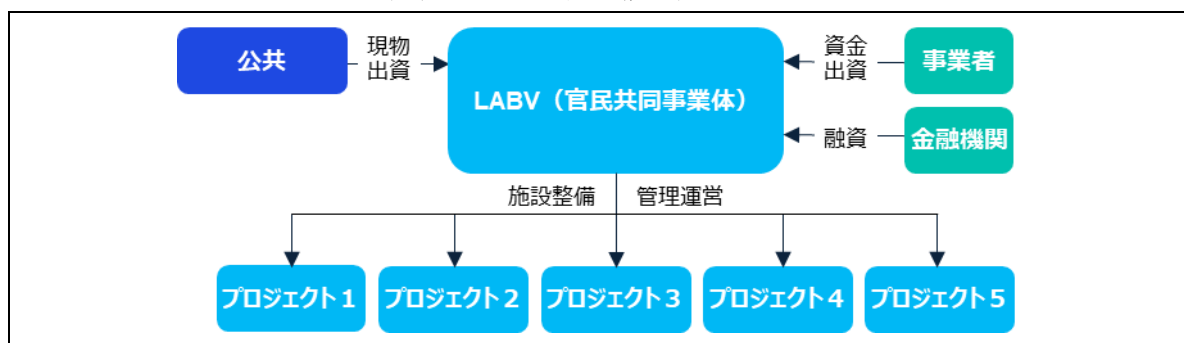 公共
現物
出資
LABV（官民共同事業体）
資金
出資
事業者
融資
金融機関
施設整備
管理運営
プロジェクト１
プロジェクト２
プロジェクト３
プロジェクト４
プロジェクト５